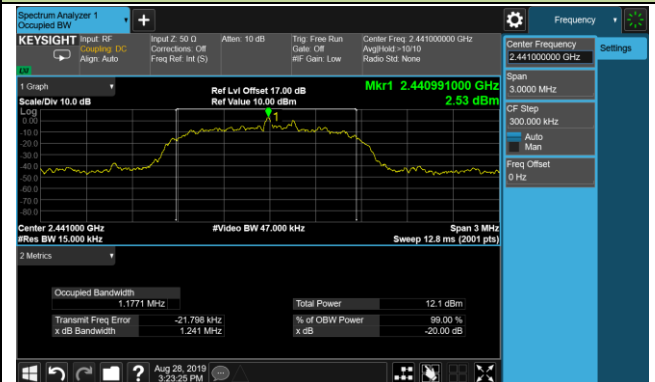 Spectrum Analyzer 1
Occupied BW
Frequency
KEYSIGHT
Input: RF
Coupling: DC
Align: Auto
Input Z: 50 Ω
Corrections: Off
Freq Ref: Int (S)
Atten: 10 dB
Trig: Free Run
Gate: Off
#IF Gain: Low
Center Freq: 2.441000000 GHz
Avg|Hold:>10/10
Radio Std: None
Center Frequency
2.441000000 GHz
Settings
Span
3.0000 MHz
CF Step
300.000 kHz
Auto
Man
Freq Offset
0 Hz
1 Graph
Scale/Div 10.0 dB
Ref Lvl Offset 17.00 dB
Ref Value 10.00 dBm
Mkr1 2.440991000 GHz
2.53 dBm
Log
0.00
-10.0
-20.0
-30.0
-40.0
-50.0
-60.0
-70.0
-80.0
1
Center 2.441000 GHz
#Res BW 15.000 kHz
#Video BW 47.000 kHz
Span 3 MHz
Sweep 12.8 ms (2001 pts)
2 Metrics
Occupied Bandwidth
1.1771 MHz
Total Power 12.1 dBm
Transmit Freq Error -21.798 kHz
% of OBW Power 99.00 %
x dB Bandwidth 1.241 MHz
x dB -20.00 dB
?
Aug 28, 2019
3:23:25 PM